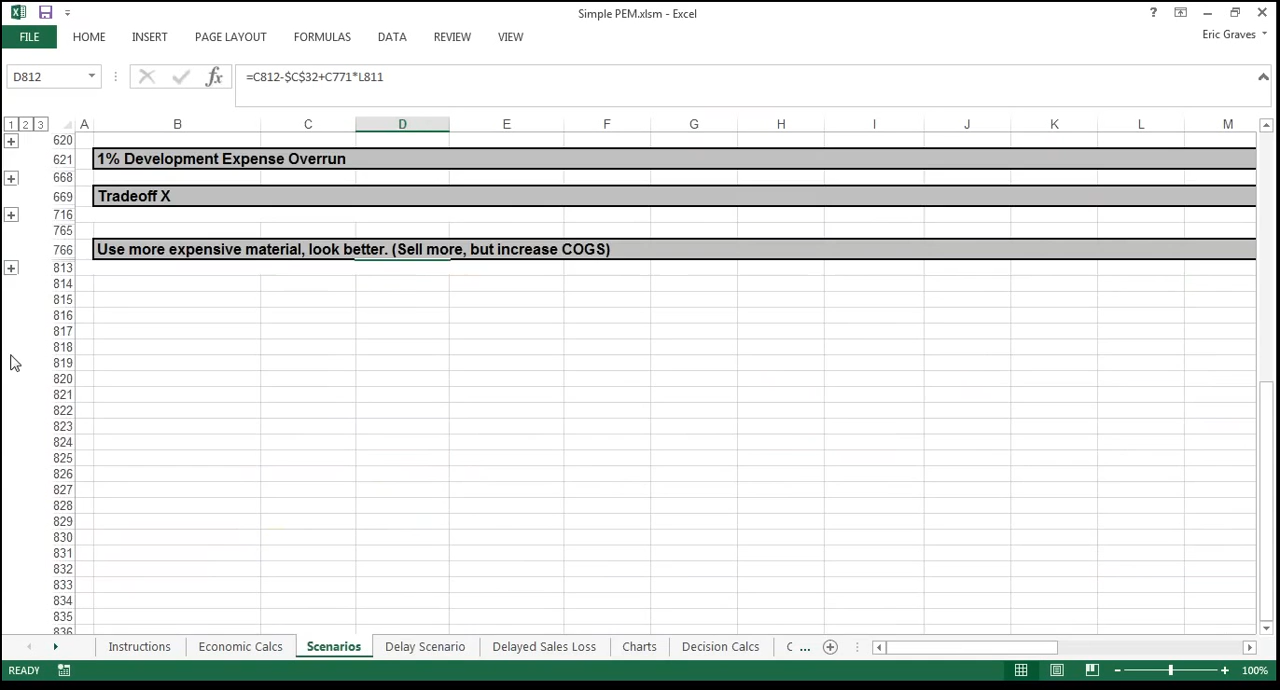 Simple PEM.xlsm - Excel
?
FILE HOME INSERT PAGE LAYOUT FORMULAS DATA REVIEW VIEW
Eric Graves
D812 fx =C812-$C$32+C771*L811
1 2 3 A B C D E F G H I J K L M
+ 620
621 1% Development Expense Overrun
+ 668
669 Tradeoff X
+ 716
765
766 Use more expensive material, look better. (Sell more, but increase COGS)
+ 813
814
815
816
817
818
819
820
821
822
823
824
825
826
827
828
829
830
831
832
833
834
835
836
Instructions Economic Calcs Scenarios Delay Scenario Delayed Sales Loss Charts Decision Calcs C ...
READY 100%